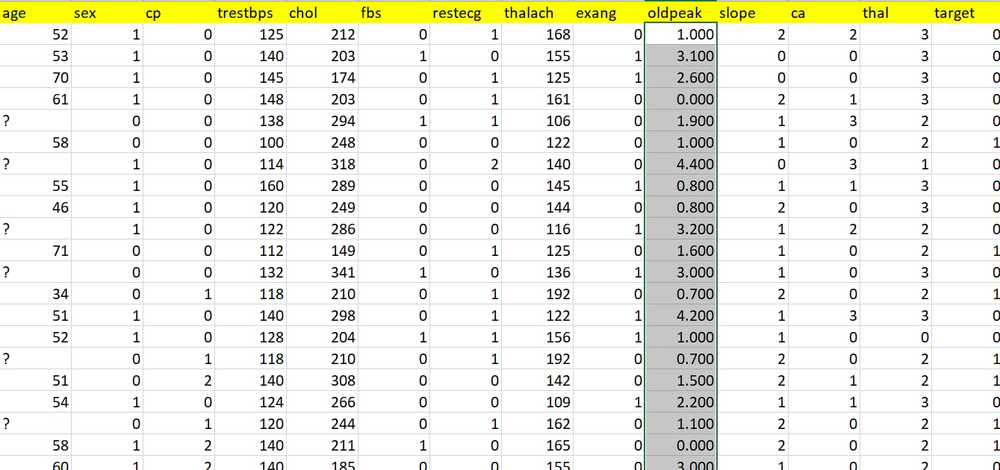 age sex cp trestbps chol fbs restecg thalach exang oldpeak slope ca thal target
52 1 0 125 212 0 1 168 0 1.000 2 2 3 0
53 1 0 140 203 1 0 155 1 3.100 0 0 3 0
70 1 0 145 174 0 1 125 1 2.600 0 0 3 0
61 1 0 148 203 0 1 161 0 0.000 2 1 3 0
? 0 0 138 294 1 1 106 0 1.900 1 3 2 0
58 0 0 100 248 0 0 122 0 1.000 1 0 2 1
? 1 0 114 318 0 2 140 0 4.400 0 3 1 0
55 1 0 160 289 0 0 145 1 0.800 1 1 3 0
46 1 0 120 249 0 0 144 0 0.800 2 0 3 0
? 1 0 122 286 0 0 116 1 3.200 1 2 2 0
71 0 0 112 149 0 1 125 0 1.600 1 0 2 1
? 0 0 132 341 1 0 136 1 3.000 1 0 3 0
34 0 1 118 210 0 1 192 0 0.700 2 0 2 1
51 1 0 140 298 0 1 122 1 4.200 1 3 3 0
52 1 0 128 204 1 1 156 1 1.000 1 0 0 0
? 0 1 118 210 0 1 192 0 0.700 2 0 2 1
51 0 2 140 308 0 0 142 0 1.500 2 1 2 1
54 1 0 124 266 0 0 109 1 2.200 1 1 3 0
? 0 1 120 244 0 1 162 0 1.100 2 0 2 1
58 1 2 140 211 1 0 165 0 0.000 2 0 2 1
60 1 2 140 185 0 0 155 0 3.000 1 0 2 0